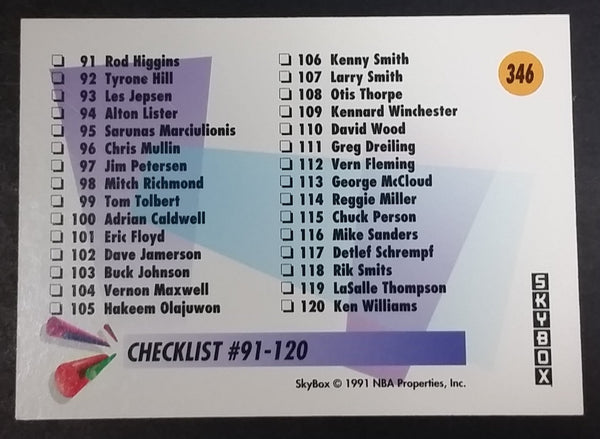 91 Rod Higgins
92 Tyrone Hill
93 Les Jepsen
94 Alton Lister
95 Sarunas Marciulionis
96 Chris Mullin
97 Jim Petersen
98 Mitch Richmond
99 Tom Tolbert
100 Adrian Caldwell
101 Eric Floyd
102 Dave Jamerson
103 Buck Johnson
104 Vernon Maxwell
105 Hakeem Olajuwon
106 Kenny Smith
107 Larry Smith
108 Otis Thorpe
109 Kennard Winchester
110 David Wood
111 Greg Dreiling
112 Vern Fleming
113 George McCloud
114 Reggie Miller
115 Chuck Person
116 Mike Sanders
117 Detlef Schrempf
118 Rik Smits
119 LaSalle Thompson
120 Ken Williams
346
SKYBOX
CHECKLIST #91-120
SkyBox © 1991 NBA Properties, Inc.